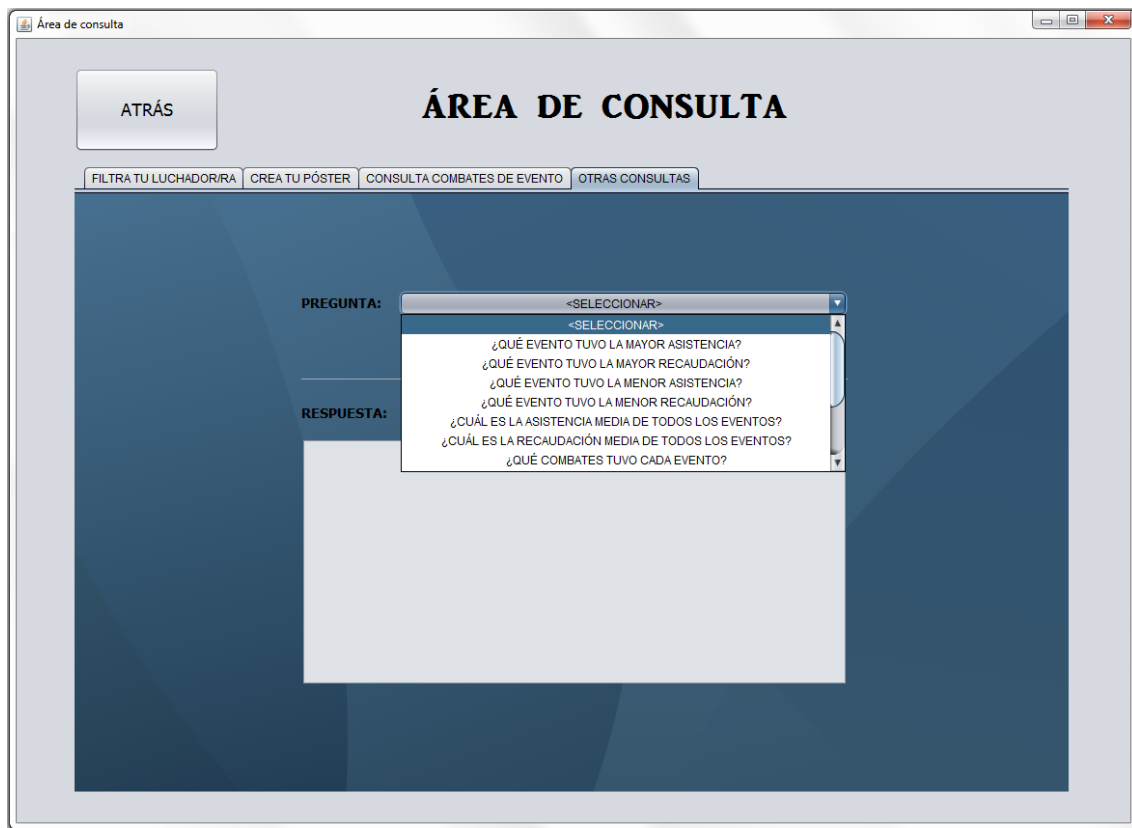 Área de consulta
ATRÁS
ÁREA DE CONSULTA
FILTRA TU LUCHADOR/RA CREA TU PÓSTER CONSULTA COMBATES DE EVENTO OTRAS CONSULTAS
PREGUNTA: <SELECCIONAR>
<SELECCIONAR>
¿QUÉ EVENTO TUVO LA MAYOR ASISTENCIA?
¿QUÉ EVENTO TUVO LA MAYOR RECAUDACIÓN?
¿QUÉ EVENTO TUVO LA MENOR ASISTENCIA?
¿QUÉ EVENTO TUVO LA MENOR RECAUDACIÓN?
¿CUÁL ES LA ASISTENCIA MEDIA DE TODOS LOS EVENTOS?
¿CUÁL ES LA RECAUDACIÓN MEDIA DE TODOS LOS EVENTOS?
¿QUÉ COMBATES TUVO CADA EVENTO?
RESPUESTA: